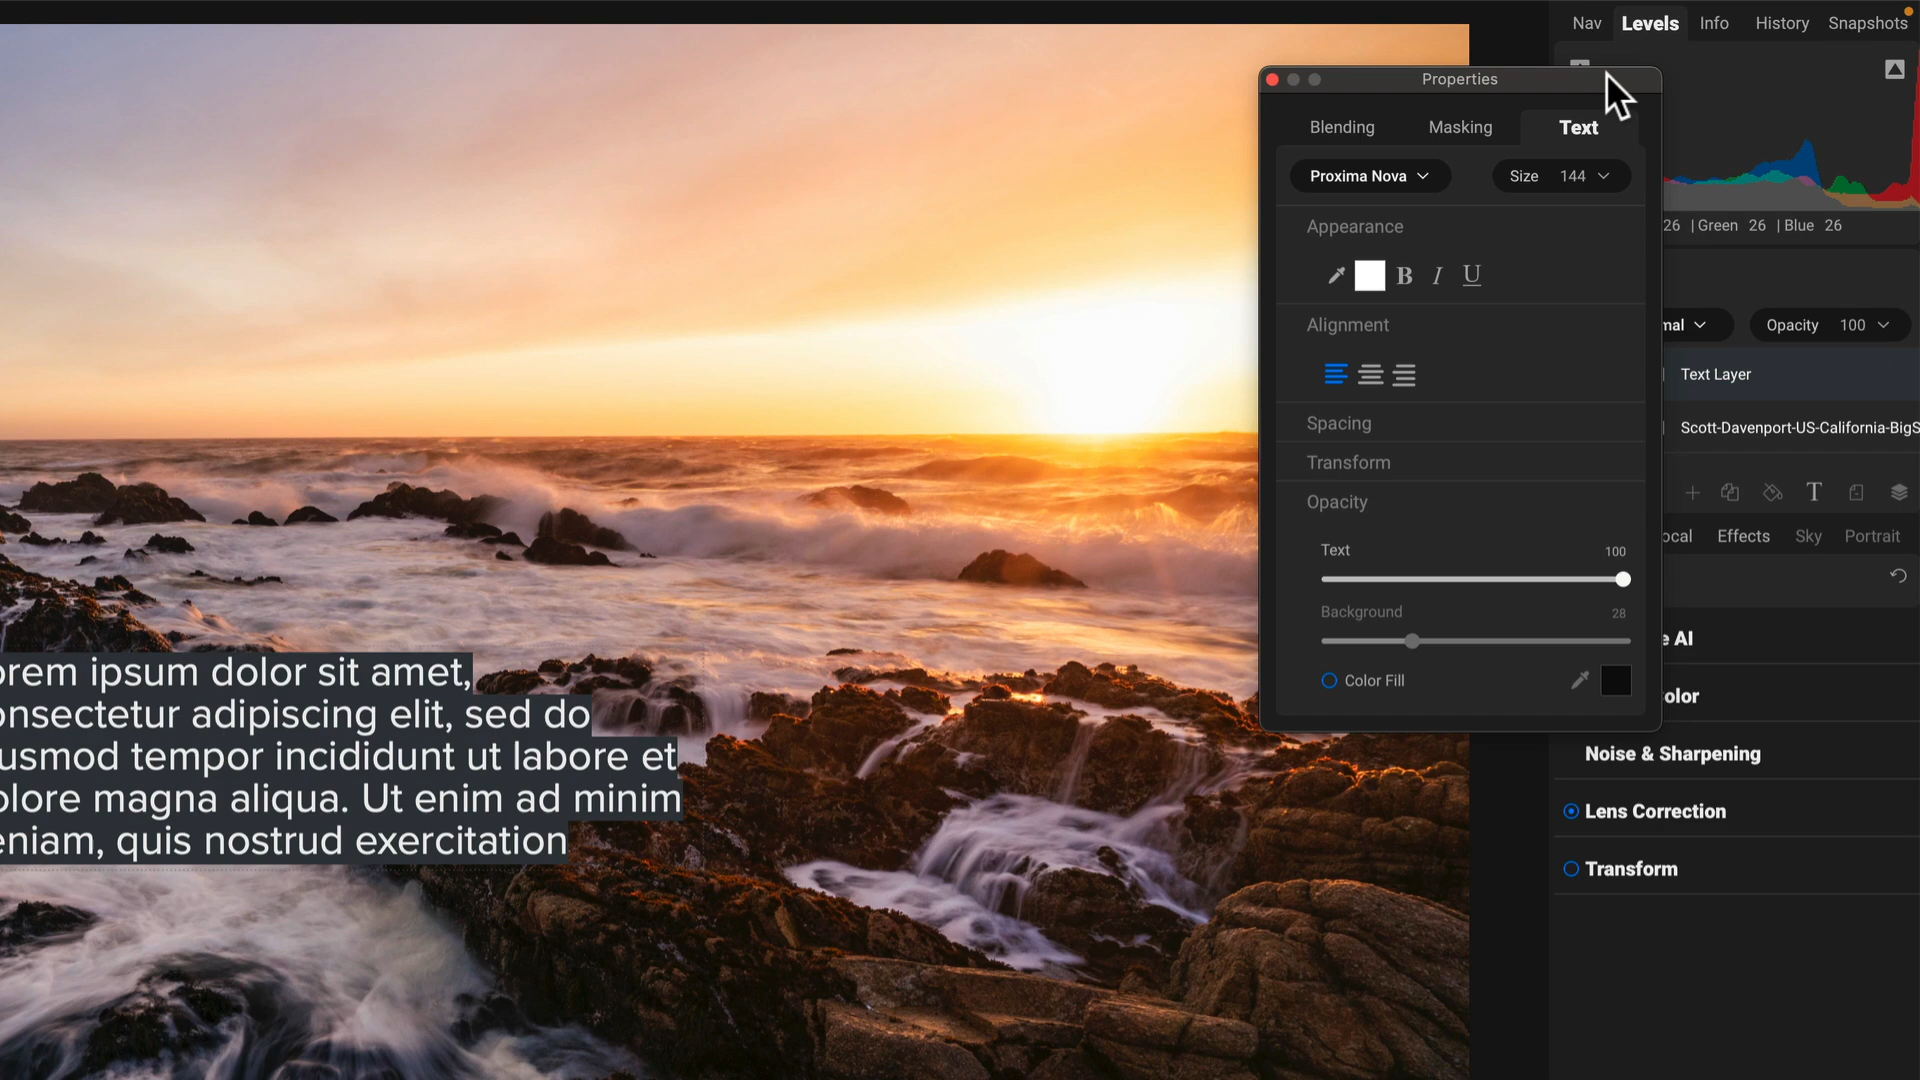 Nav Levels Info History Snapshots
Properties
Blending Masking Text
Proxima Nova Size 144
26 | Green 26 | Blue 26
Appearance
B I U
Alignment
mal Opacity 100
Text Layer
Spacing
Scott-Davenport-US-California-BigS
Transform
Opacity
T
ocal Effects Sky Portrait
Text 100
Background 28
e AI
Color Fill
olor
Noise & Sharpening
Lens Correction
Transform
orem ipsum dolor sit amet,
onsectetur adipiscing elit, sed do
usmod tempor incididunt ut labore et
olore magna aliqua. Ut enim ad minim
eniam, quis nostrud exercitation